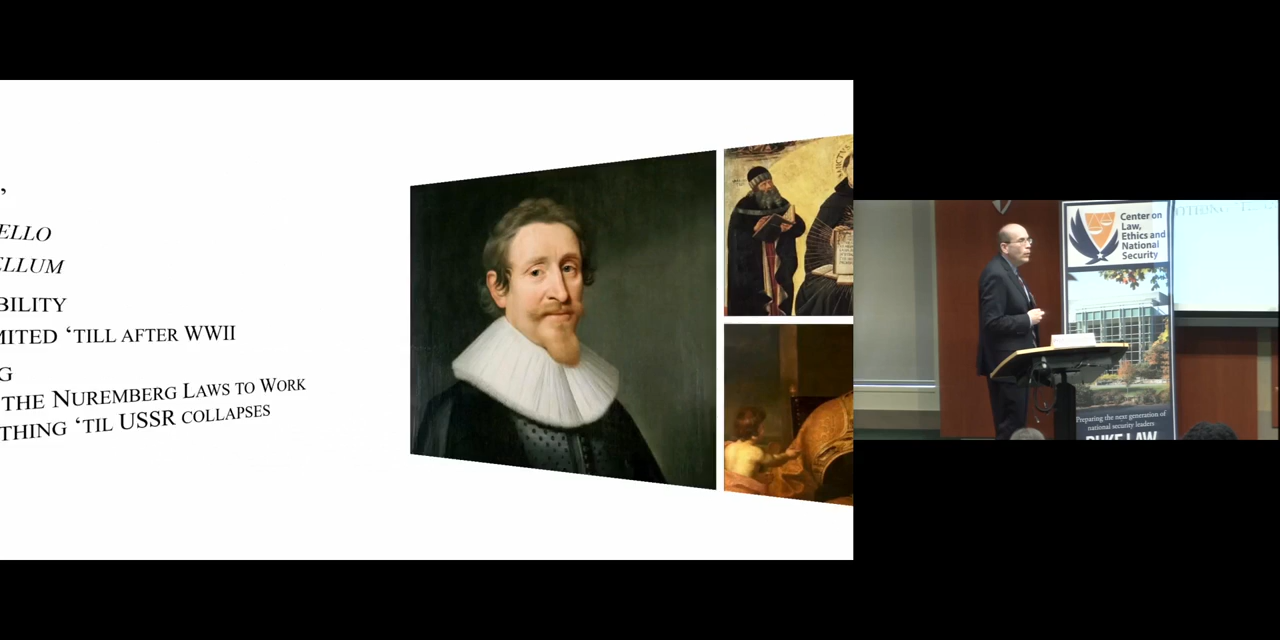 ’
ELLO
ELLUM
BILITY
MITED ‘TILL AFTER WWII
G
THE NUREMBERG LAWS TO WORK
THING ‘TIL USSR COLLAPSES
Center on
Law,
Ethics and
National
Security
Preparing the next generation of
national security leaders
DUKE LAW